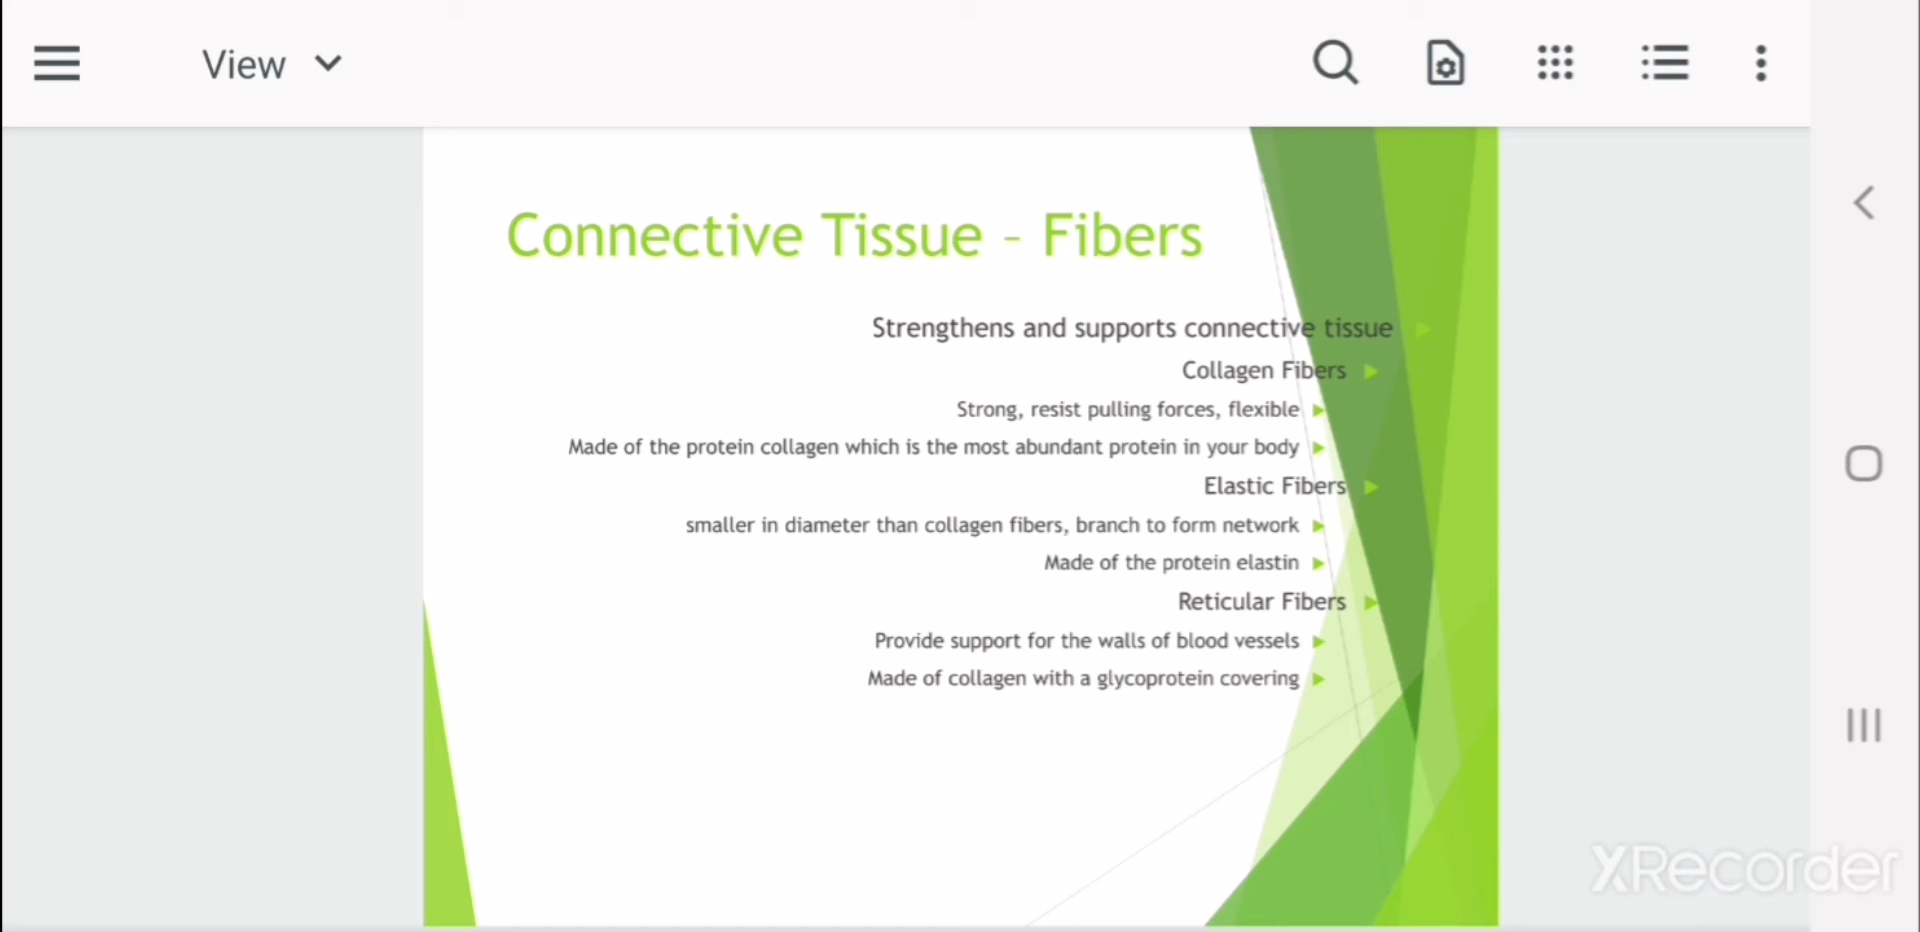 View
Connective Tissue – Fibers
Strengthens and supports connective tissue
Collagen Fibers
Strong, resist pulling forces, flexible
Made of the protein collagen which is the most abundant protein in your body
Elastic Fibers
smaller in diameter than collagen fibers, branch to form network
Made of the protein elastin
Reticular Fibers
Provide support for the walls of blood vessels
Made of collagen with a glycoprotein covering
XRecorder